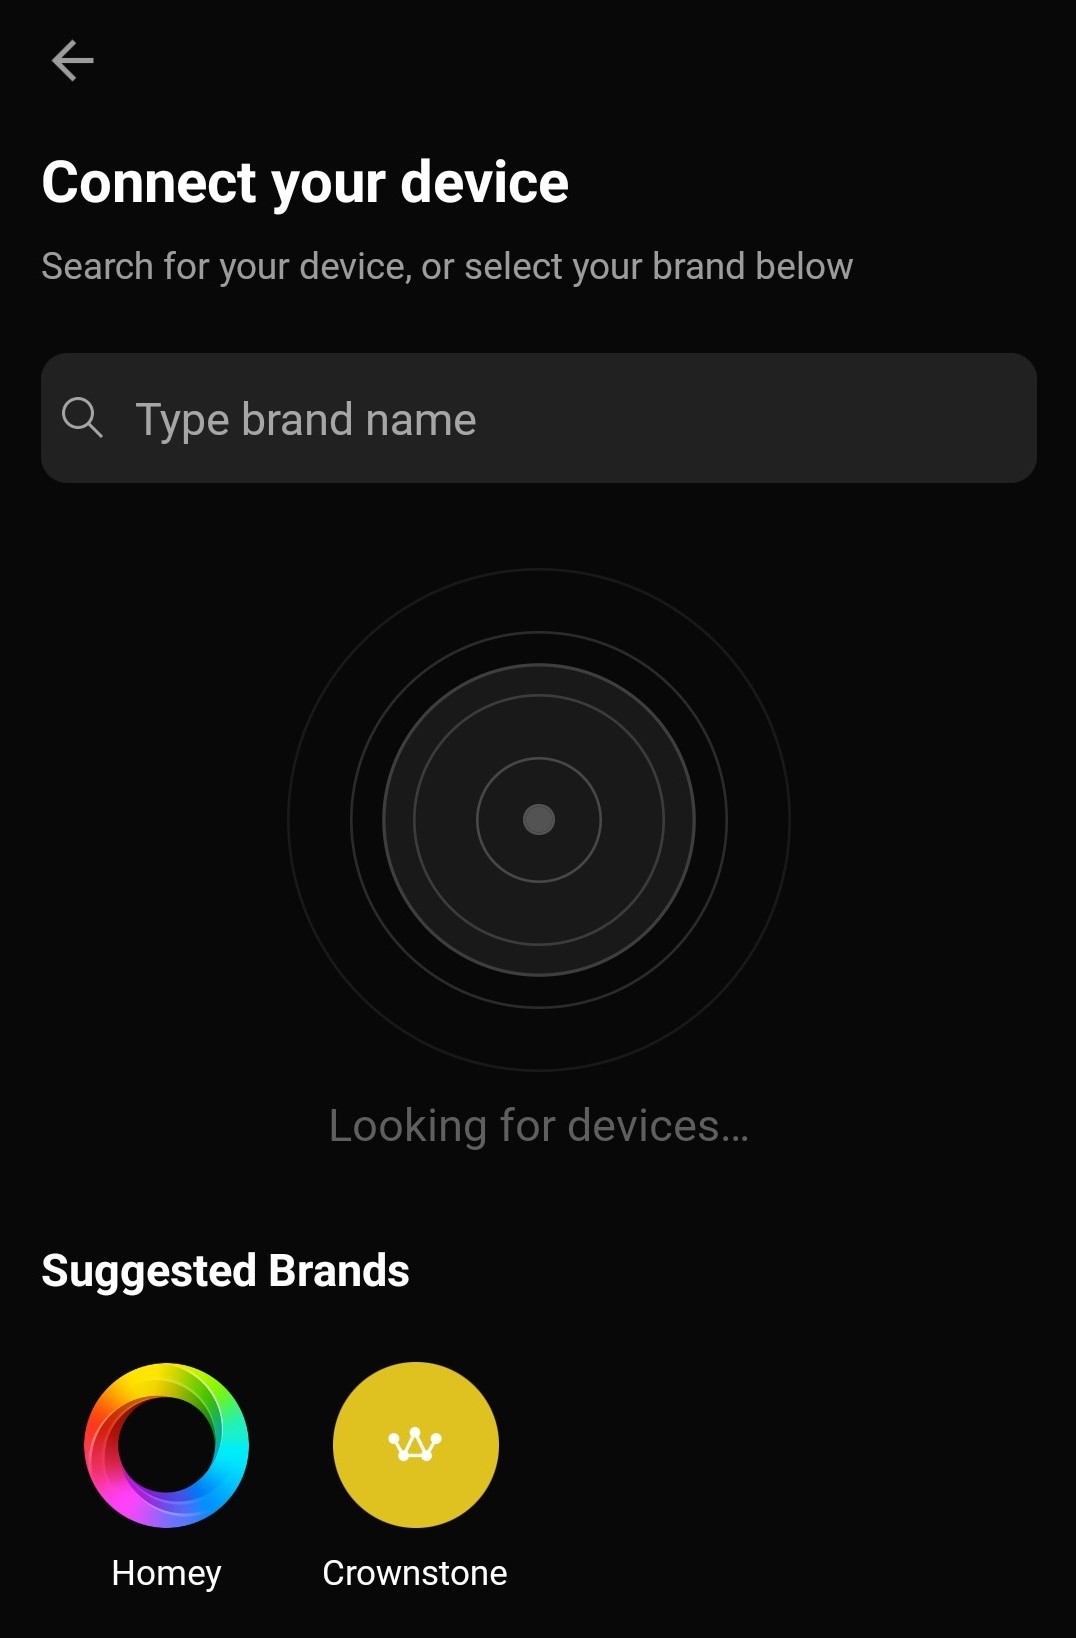 Connect your device
Search for your device, or select your brand below
Type brand name
Looking for devices...
Suggested Brands
Homey Crownstone